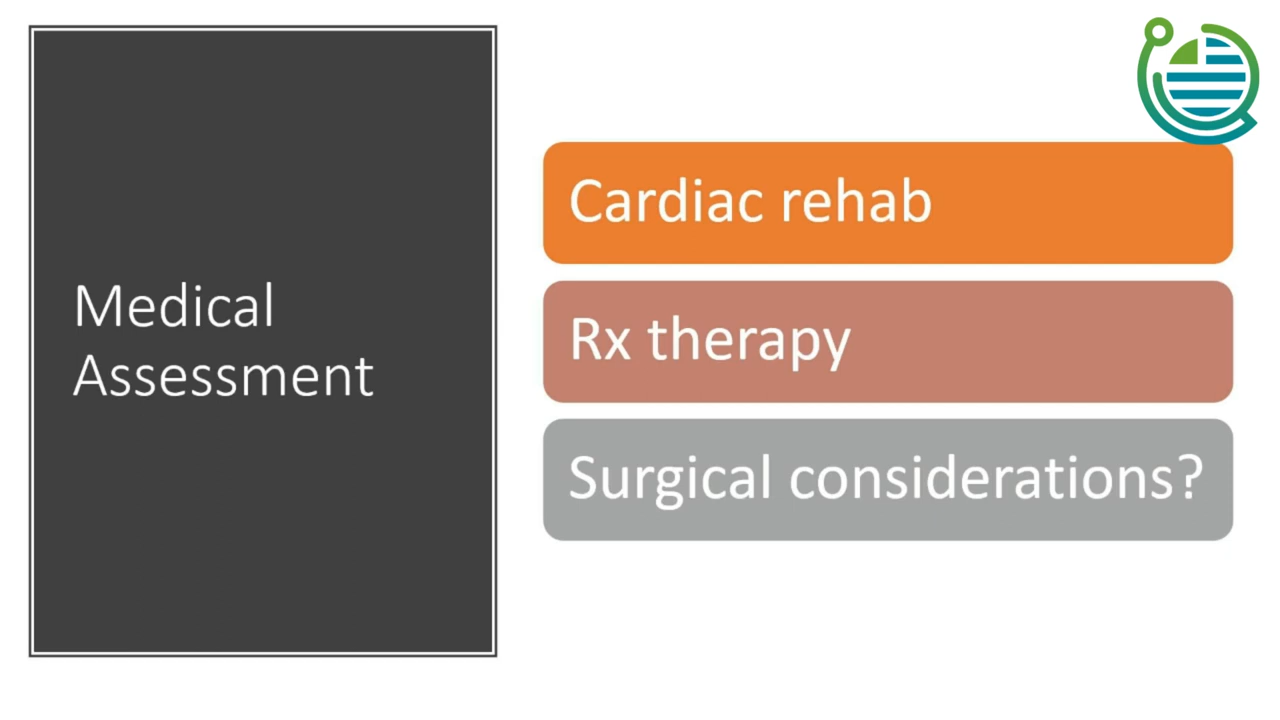 Medical
Assessment
Cardiac rehab
Rx therapy
Surgical considerations?